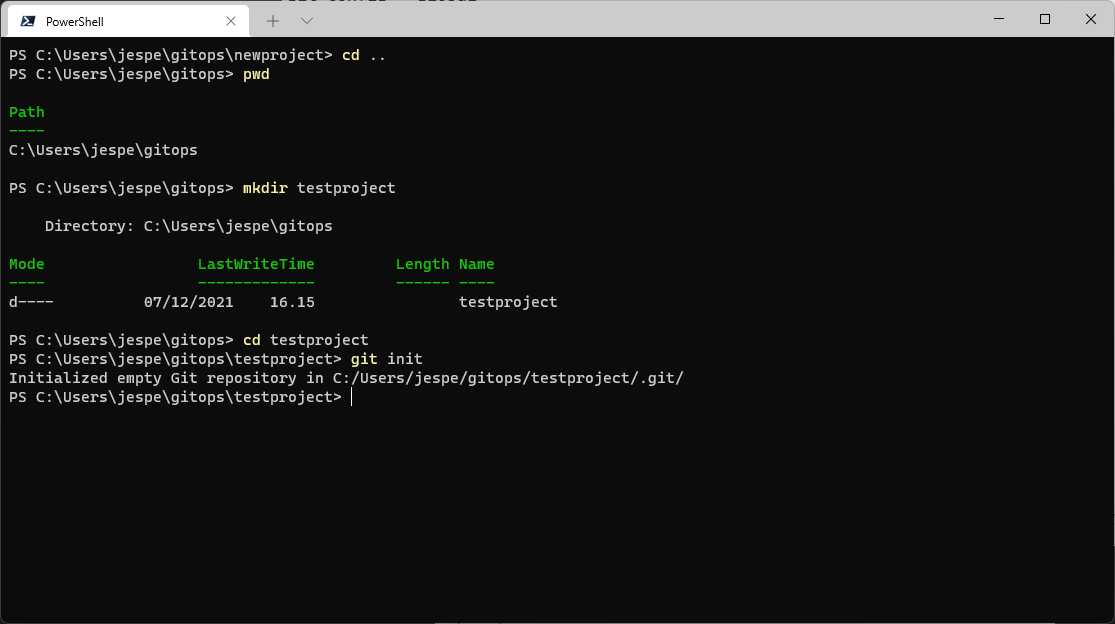 PowerShell
PS C:\Users\jespe\gitops\newproject> cd ..
PS C:\Users\jespe\gitops> pwd
Path
----
C:\Users\jespe\gitops
PS C:\Users\jespe\gitops> mkdir testproject
    Directory: C:\Users\jespe\gitops
Mode                 LastWriteTime         Length Name
----                 -------------         ------ ----
d----          07/12/2021    16.15                testproject
PS C:\Users\jespe\gitops> cd testproject
PS C:\Users\jespe\gitops\testproject> git init
Initialized empty Git repository in C:/Users/jespe/gitops/testproject/.git/
PS C:\Users\jespe\gitops\testproject>